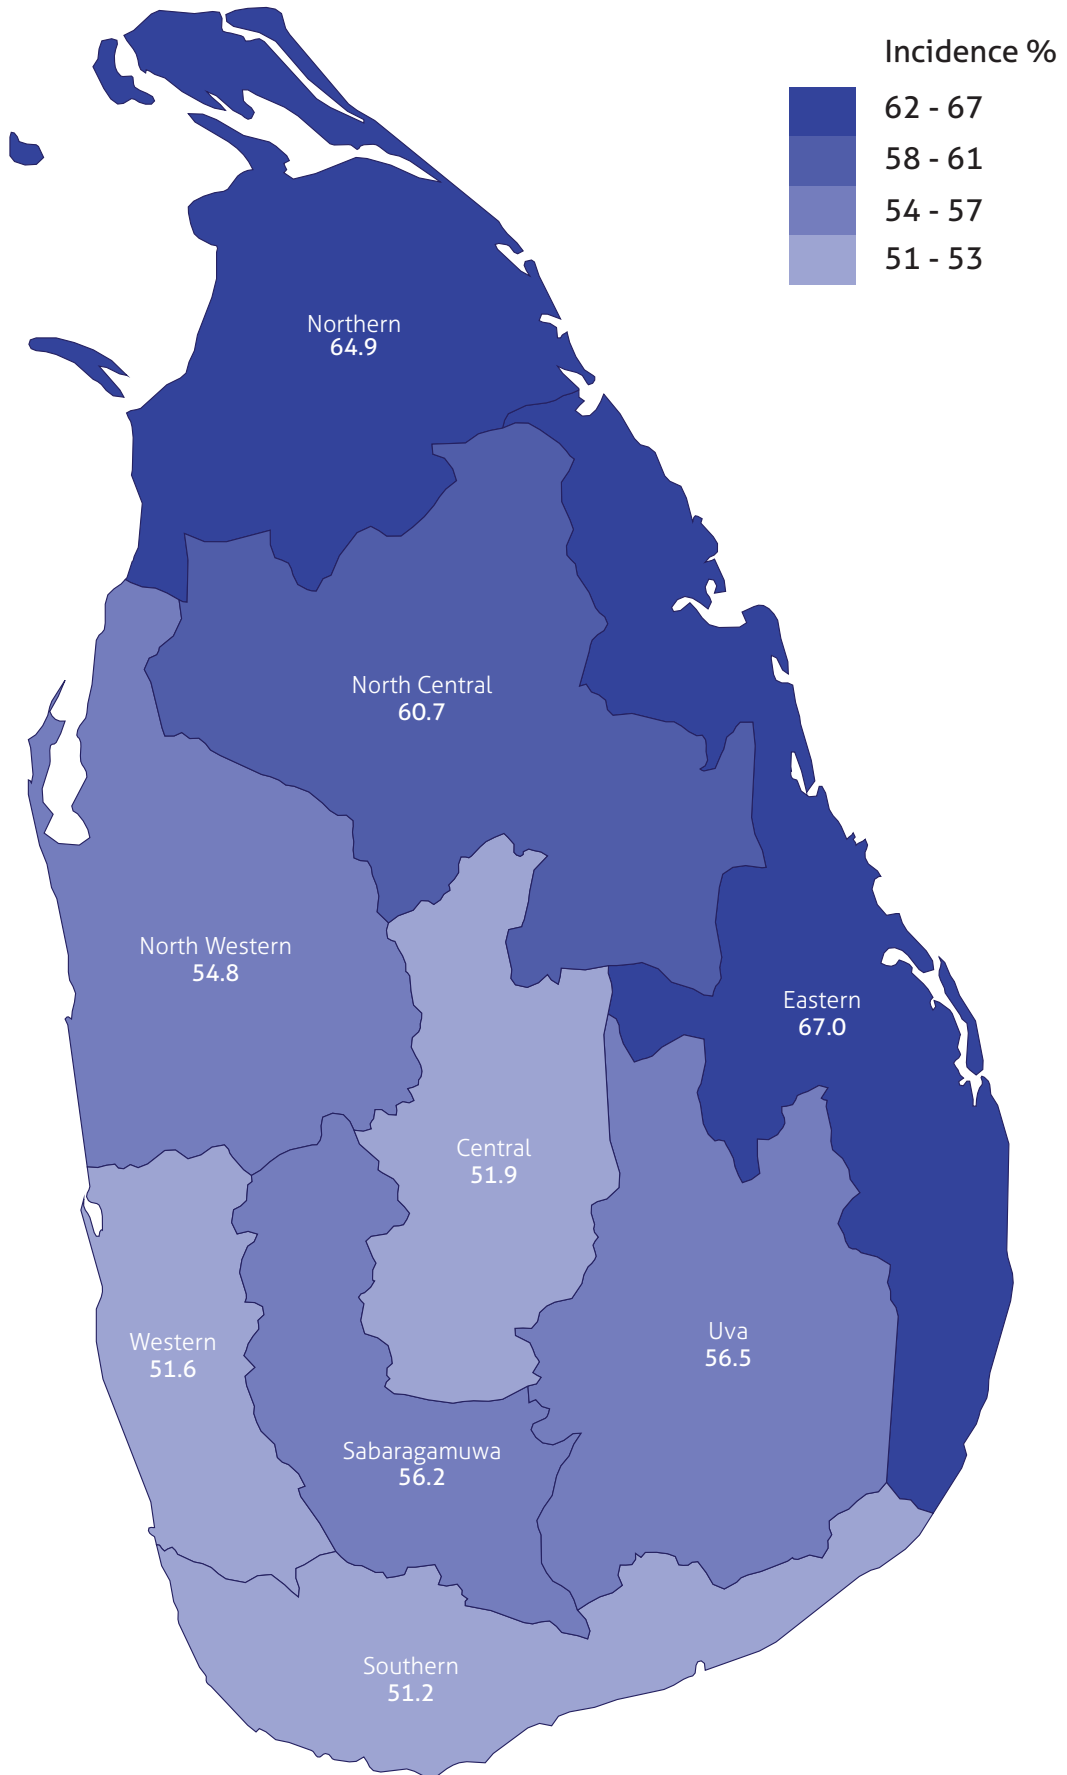 Incidence %
62 - 67
58 - 61
54 - 57
51 - 53
Northern
64.9
North Central
60.7
North Western
54.8
Eastern
67.0
Central
51.9
Western
51.6
Uva
56.5
Sabaragamuwa
56.2
Southern
51.2